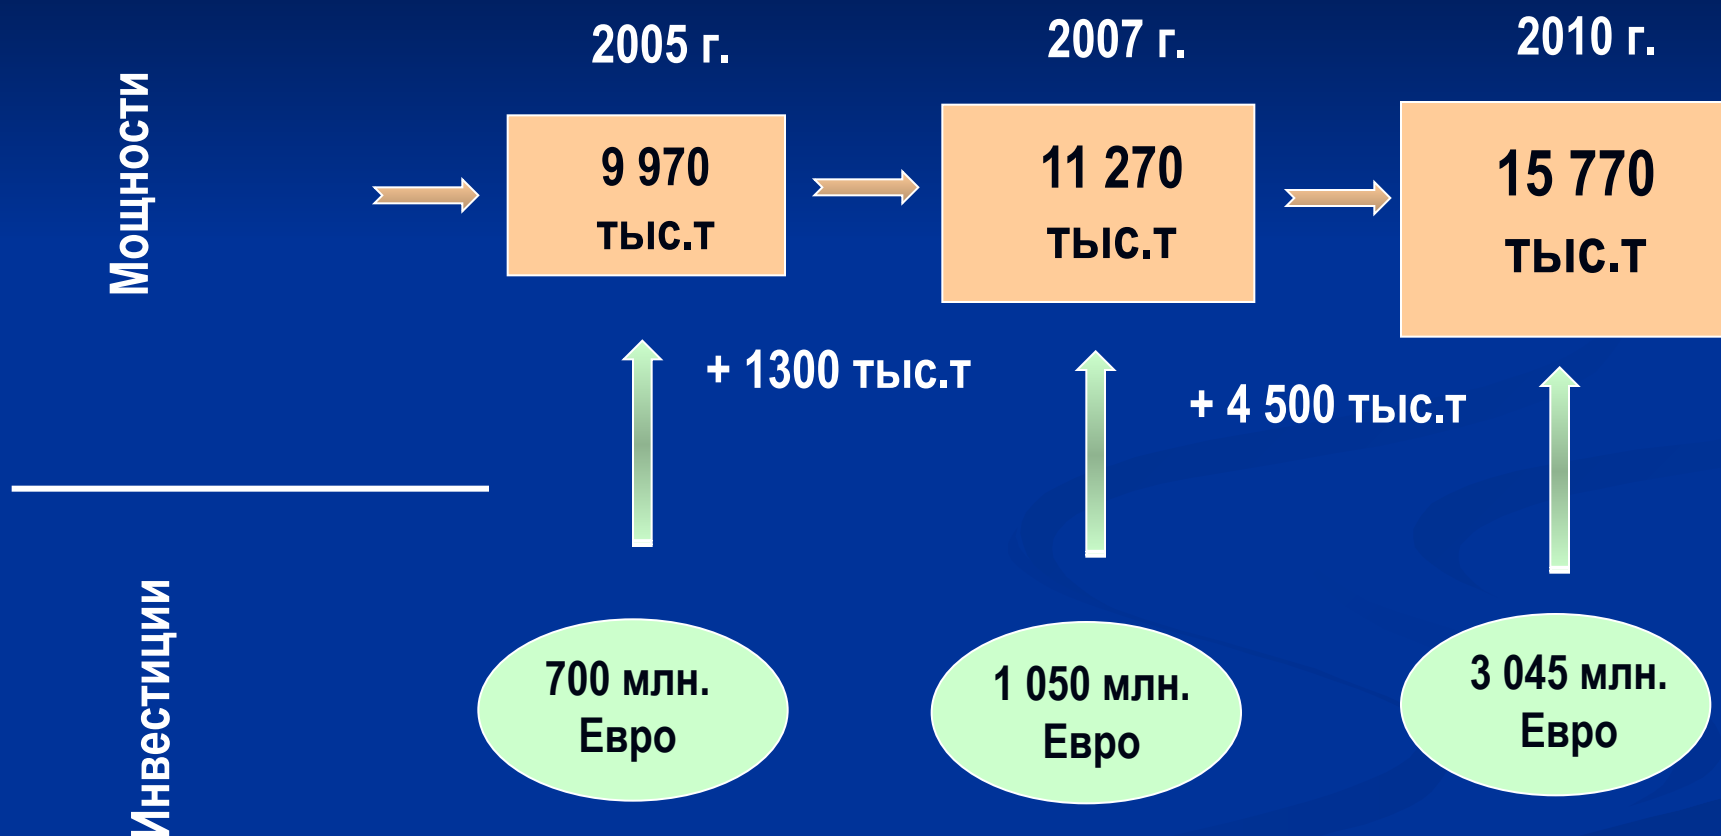 2005 г.
2007 г.
2010 г.
Мощности
9 970
тыс.т
11 270
тыс.т
15 770
тыс.т
+ 1300 тыс.т
+ 4 500 тыс.т
Инвестиции
700 млн.
Евро
1 050 млн.
Евро
3 045 млн.
Евро